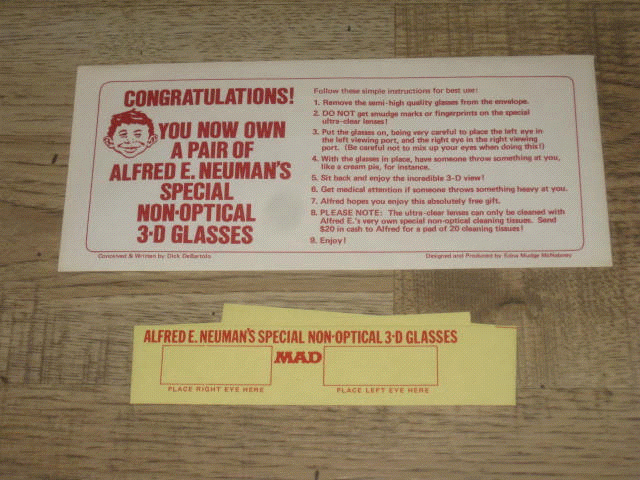 CONGRATULATIONS!
YOU NOW OWN
A PAIR OF
ALFRED E. NEUMAN'S
SPECIAL
NON-OPTICAL
3-D GLASSES
Follow these simple instructions for best use:
1. Remove the semi-high quality glasses from the envelope.
2. DO NOT get smudge marks or fingerprints on the special
ultra-clear lenses!
3. Put the glasses on, being very careful to place the left eye in
the left viewing port, and the right eye in the right viewing
port. (Be careful not to mix up your eyes when doing this!)
4. With the glasses in place, have someone throw something at you,
like a cream pie, for instance.
5. Sit back and enjoy the incredible 3-D view!
6. Get medical attention if someone throws something heavy at you.
7. Alfred hopes you enjoy this absolutely free gift.
8. PLEASE NOTE: The ultra-clear lenses can only be cleaned with
Alfred E.'s very own special non-optical cleaning tissues. Send
$20 in cash to Alfred for a pad of 20 cleaning tissues!
9. Enjoy!
Conceived & Written by Dick DeBartolo
Designed and Produced by Edna Mudge McNabney
ALFRED E. NEUMAN'S SPECIAL NON-OPTICAL 3-D GLASSES
MAD
PLACE RIGHT EYE HERE
PLACE LEFT EYE HERE